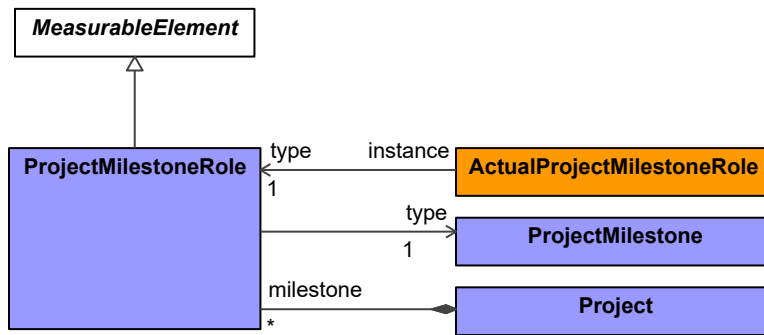 MeasurableElement
ProjectMilestoneRole
type
instance
ActualProjectMilestoneRole
1
type
ProjectMilestone
1
milestone
Project
*